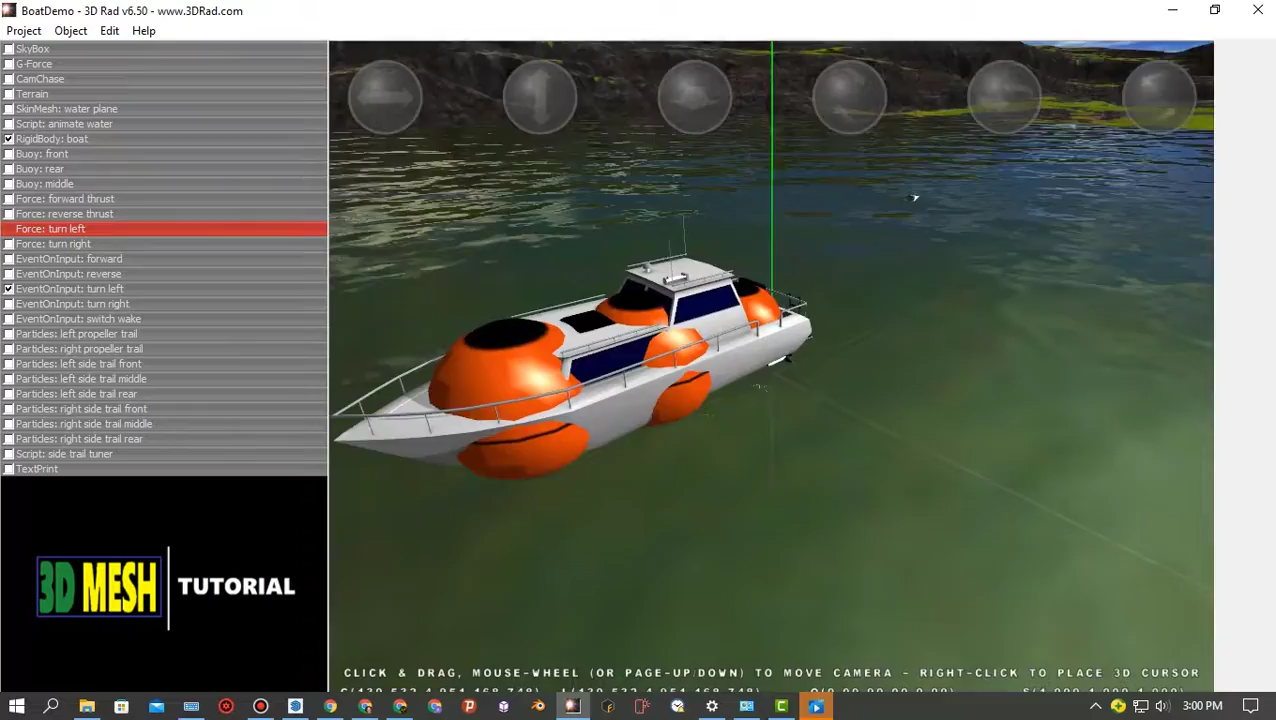 BoatDemo - 3D Rad v6.50 - www.3DRad.com
Project Object Edit Help
SkyBox
G-Force
CamChase
Terrain
SkinMesh: water plane
Script: animate water
RigidBody: boat
Buoy: front
Buoy: rear
Buoy: middle
Force: forward thrust
Force: reverse thrust
Force: turn left
Force: turn right
EventOnInput: forward
EventOnInput: reverse
EventOnInput: turn left
EventOnInput: turn right
EventOnInput: switch wake
Particles: left propeller trail
Particles: right propeller trail
Particles: left side trail front
Particles: left side trail middle
Particles: left side trail rear
Particles: right side trail front
Particles: right side trail middle
Particles: right side trail rear
Script: side trail tuner
TextPrint
3D MESH TUTORIAL
CLICK & DRAG, MOUSE-WHEEL (OR PAGE-UP/DOWN) TO MOVE CAMERA - RIGHT-CLICK TO PLACE 3D CURSOR
3:00 PM